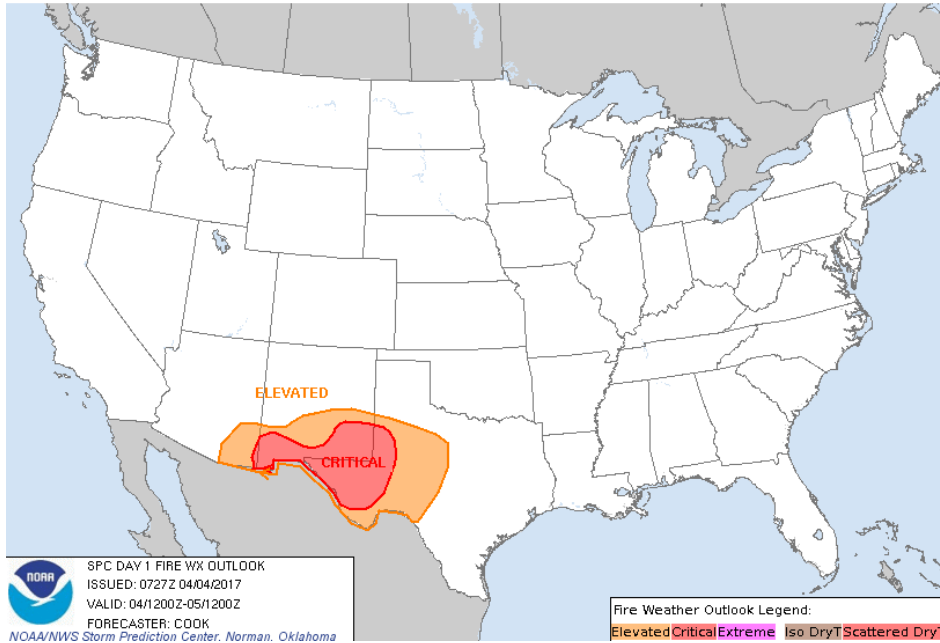 ELEVATED
CRITICAL
SPC DAY 1 FIRE WX OUTLOOK
ISSUED: 0727Z 04/04/2017
VALID: 04/1200Z-05/1200Z
FORECASTER: COOK
NOAA/NWS Storm Prediction Center, Norman, Oklahoma
NOAA
Fire Weather Outlook Legend:
Elevated Critical Extreme Iso DryT Scattered DryT